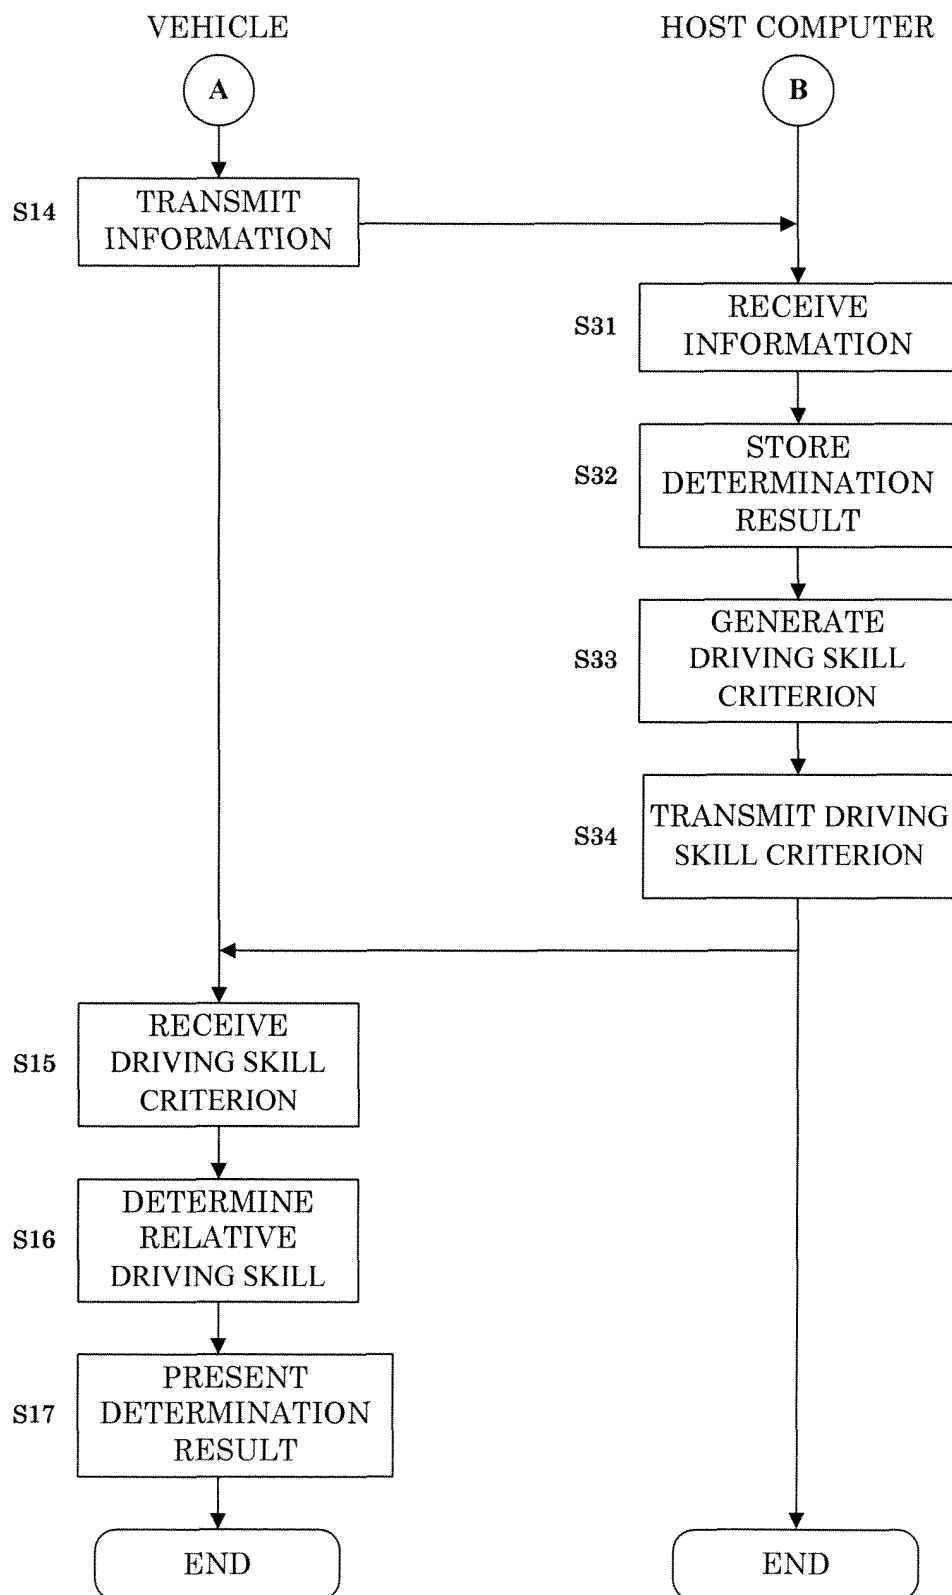 VEHICLE
HOST COMPUTER
A
B
S14
TRANSMIT
INFORMATION
S31
RECEIVE
INFORMATION
S32
STORE
DETERMINATION
RESULT
S33
GENERATE
DRIVING SKILL
CRITERION
S34
TRANSMIT DRIVING
SKILL CRITERION
S15
RECEIVE
DRIVING SKILL
CRITERION
S16
DETERMINE
RELATIVE
DRIVING SKILL
S17
PRESENT
DETERMINATION
RESULT
END
END